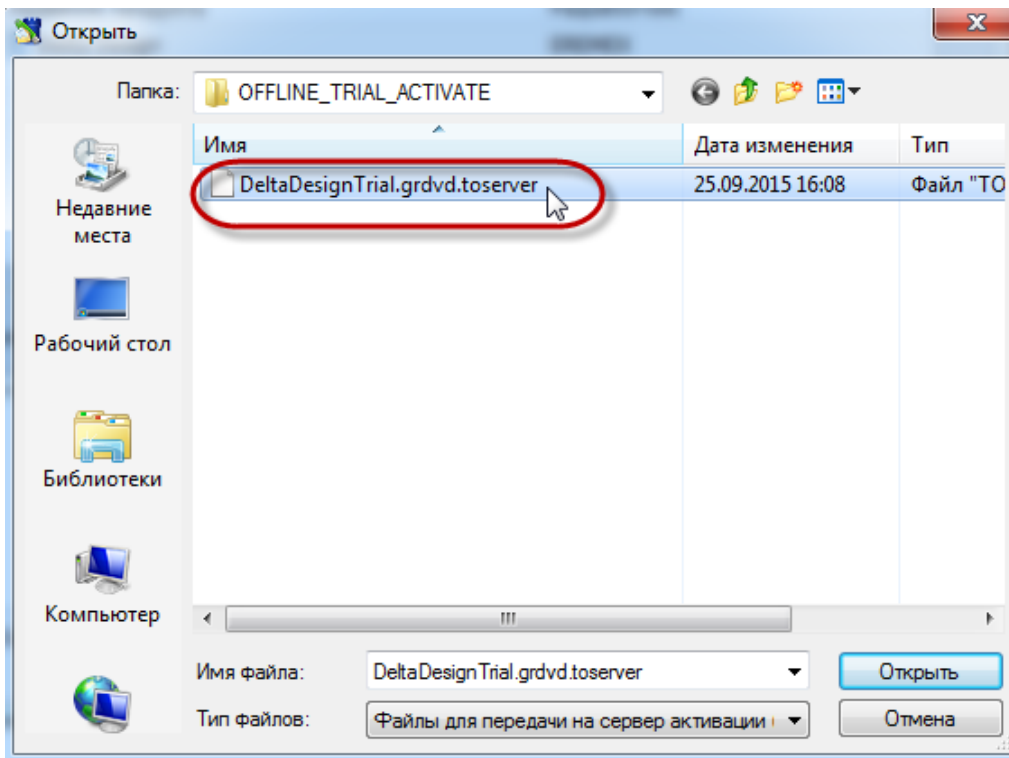 Открыть
Папка: OFFLINE_TRIAL_ACTIVATE
Имя Дата изменения Тип
DeltaDesignTrial.grdvd.toserver 25.09.2015 16:08 Файл "TO
Недавние
места
Рабочий стол
Библиотеки
Компьютер
Имя файла: DeltaDesignTrial.grdvd.toserver Открыть
Тип файлов: Файлы для передачи на сервер активации ( Отмена